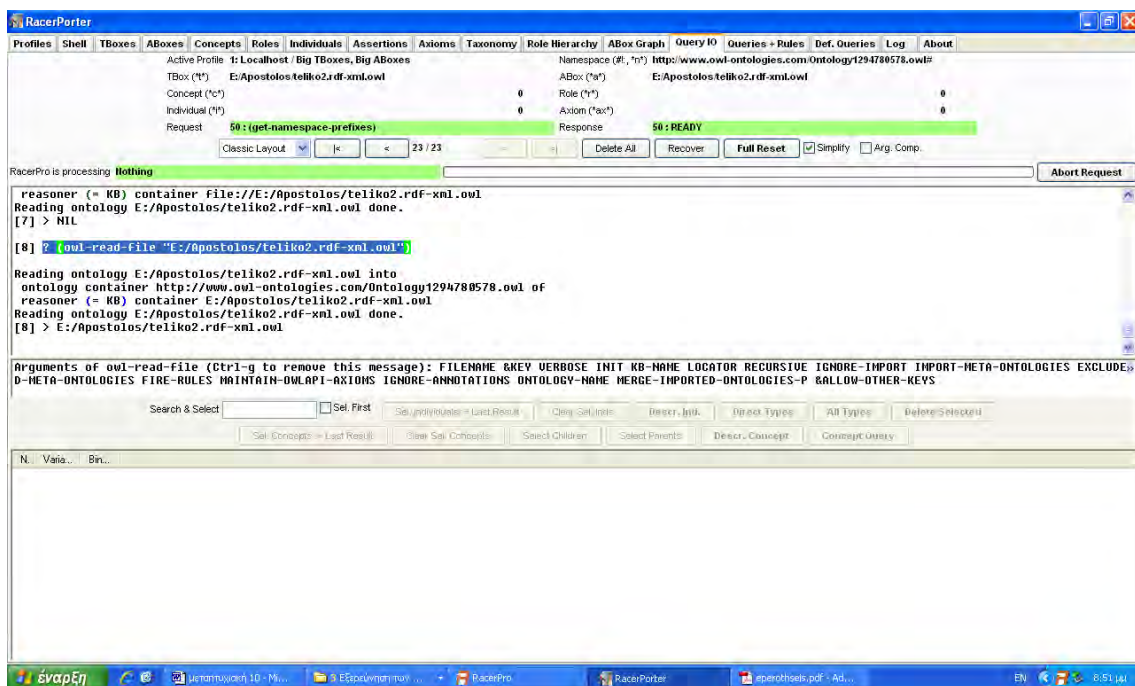 RacerPorter
Profiles Shell TBoxes ABoxes Concepts Roles Individuals Assertions Axioms Taxonomy Role Hierarchy ABox Graph Query IO Queries + Rules Def. Queries Log About
Active Profile 1: Localhost / Big TBoxes, Big ABoxes Namespace (#!, *n*) http://www.owl-ontologies.com/Ontology1294780578.owl#
TBox (*t*) E:/Apostolos/teliko2.rdf-xml.owl ABox (*a*) E:/Apostolos/teliko2.rdf-xml.owl
Concept (*c*) 0 Role (*r*) 0
Individual (*i*) 0 Axiom (*ax*) 0
Request 50 : (get-namespace-prefixes) Response 50 : READY
Classic Layout |< < 23 / 23 > >| Delete All Recover Full Reset Simplify Arg. Comp.
RacerPro is processing Nothing Abort Request
reasoner (= KB) container file://E:/Apostolos/teliko2.rdf-xml.owl
Reading ontology E:/Apostolos/teliko2.rdf-xml.owl done.
[7] > NIL
[8] ? (owl-read-file "E:/Apostolos/teliko2.rdf-xml.owl")
Reading ontology E:/Apostolos/teliko2.rdf-xml.owl into
ontology container http://www.owl-ontologies.com/Ontology1294780578.owl of
reasoner (= KB) container E:/Apostolos/teliko2.rdf-xml.owl
Reading ontology E:/Apostolos/teliko2.rdf-xml.owl done.
[8] > E:/Apostolos/teliko2.rdf-xml.owl
Arguments of owl-read-file (Ctrl-g to remove this message): FILENAME &KEY VERBOSE INIT KB-NAME LOCATOR RECURSIVE IGNORE-IMPORT IMPORT-META-ONTOLOGIES EXCLUDE
D-META-ONTOLOGIES FIRE-RULES MAINTAIN-OWLAPI-AXIOMS IGNORE-ANNOTATIONS ONTOLOGY-NAME MERGE-IMPORTED-ONTOLOGIES-P &ALLOW-OTHER-KEYS
Search & Select Sel. First Sel. Individuals = Last Result Clear Sel. Inds. Descr. Ind. Direct Types All Types Delete Selected
Sel. Concepts = Last Result Clear Sel. Concepts Select Children Select Parents Descr. Concept Concept Query
N. Varia... Bin...
έναρξη μεταπτυχιακή 10 - Mi... RacerPro RacerPorter eperothseis.pdf - Ad... EN 8:51 μμ